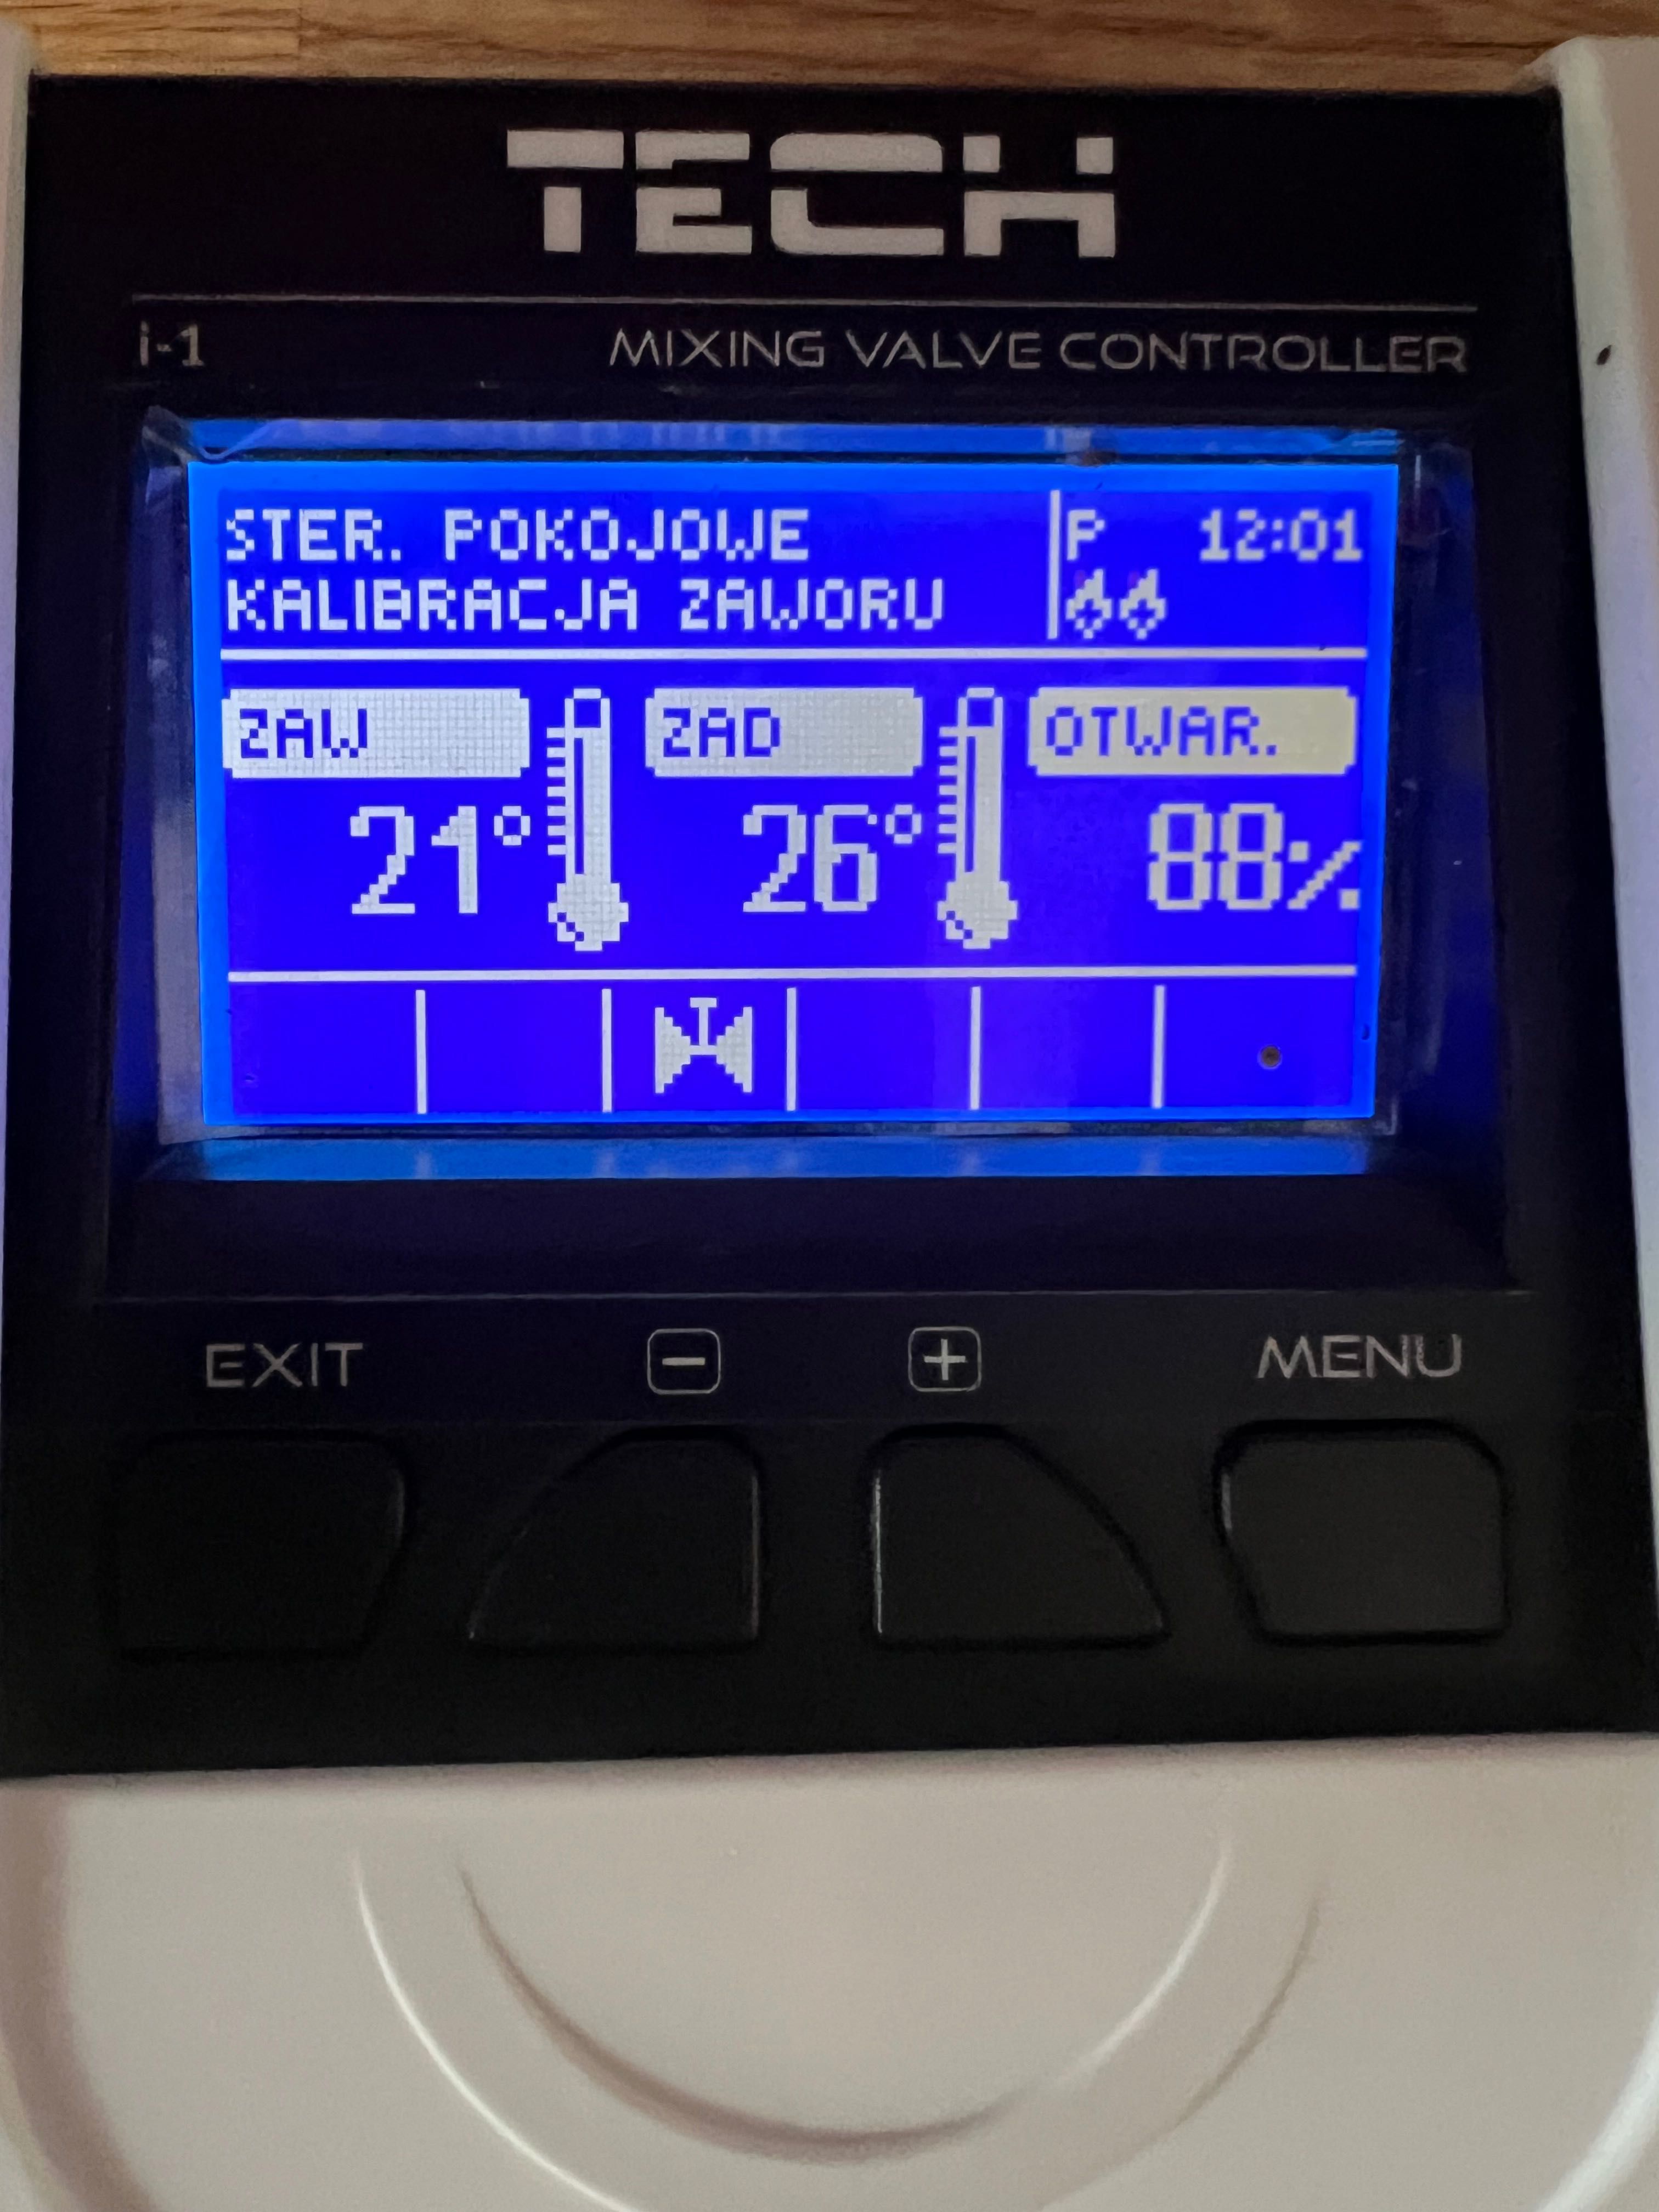 TECH
i-1 MIXING VALVE CONTROLLER
STER. POKOJOWE P 12:01
KALIBRACJA ZAWORU
ZAW ZAD OTWAR.
21° 26° 88%
EXIT - + MENU